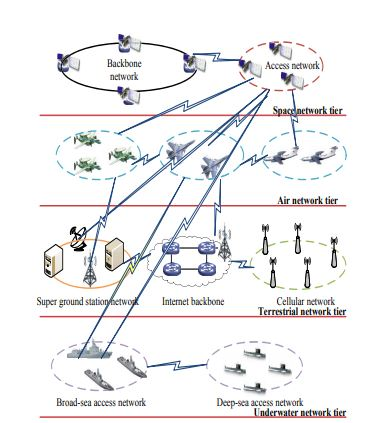 Backbone
network
Access network
Space network tier
Air network tier
Super ground station network
Internet backbone
Cellular network
Terrestrial network tier
Broad-sea access network
Deep-sea access network
Underwater network tier